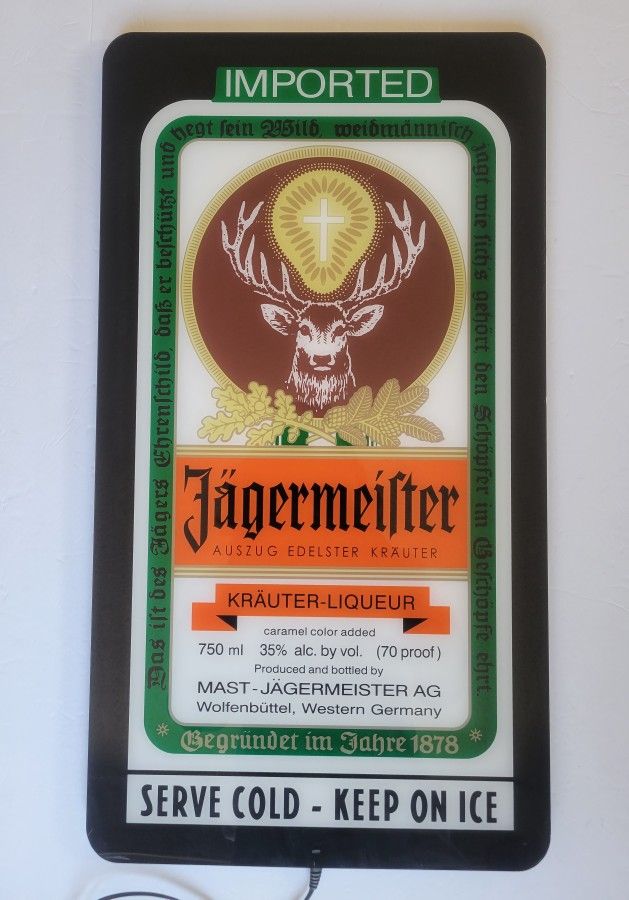 IMPORTED
Das ist des Jägers Ehrenschild, daß er beschützt und hegt sein Wild, weidmännisch jagt, wie sich's gehört, den Schöpfer im Geschöpfe ehrt.
Jägermeister
AUSZUG EDELSTER KRÄUTER
KRÄUTER-LIQUEUR
caramel color added
750 ml 35% alc. by vol. (70 proof)
Produced and bottled by
MAST-JÄGERMEISTER AG
Wolfenbüttel, Western Germany
Gegründet im Jahre 1878
SERVE COLD - KEEP ON ICE